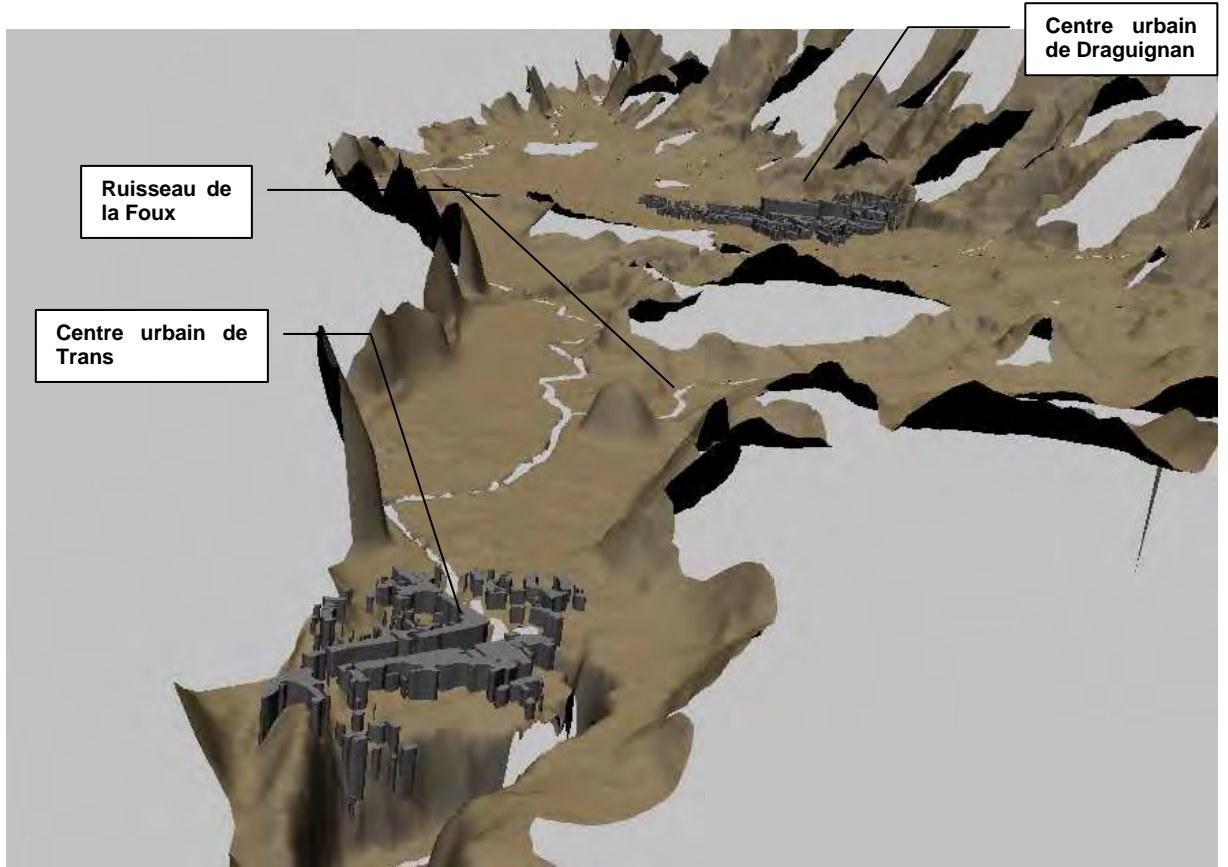 Centre urbain
de Draguignan
Ruisseau de
la Foux
Centre urbain de
Trans